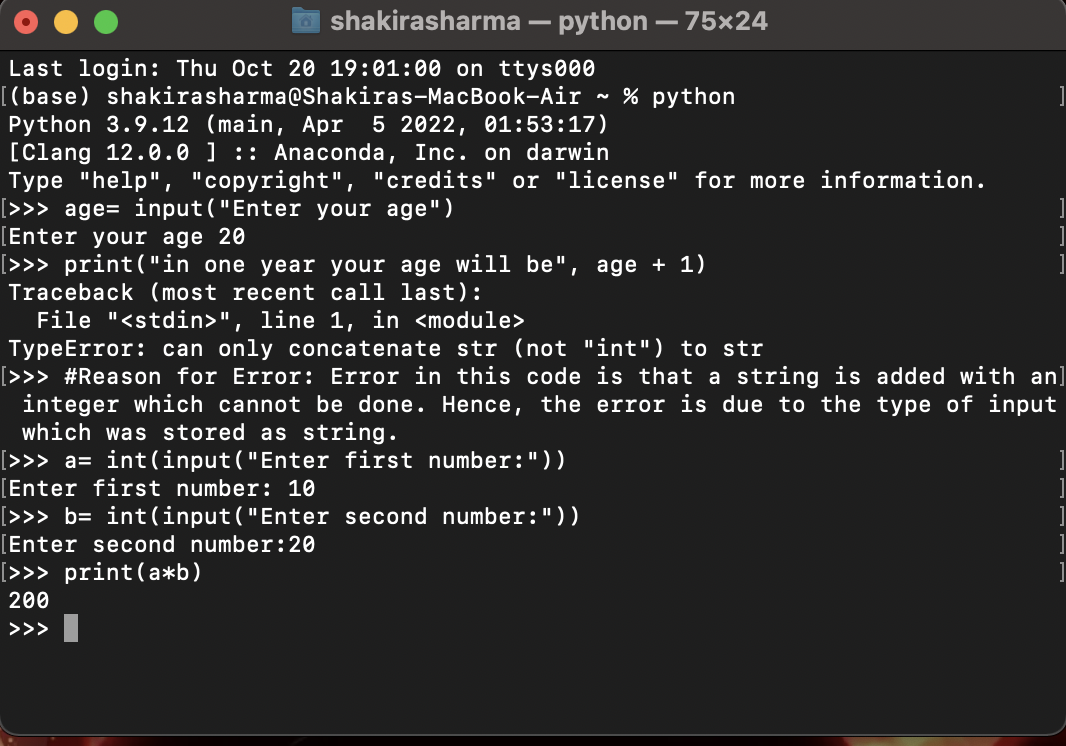 shakirasharma — python — 75×24
Last login: Thu Oct 20 19:01:00 on ttys000
[(base) shakirasharma@Shakiras-MacBook-Air ~ % python ]
Python 3.9.12 (main, Apr  5 2022, 01:53:17)
[Clang 12.0.0 ] :: Anaconda, Inc. on darwin
Type "help", "copyright", "credits" or "license" for more information.
[>>> age= input("Enter your age") ]
[Enter your age 20 ]
[>>> print("in one year your age will be", age + 1) ]
Traceback (most recent call last):
  File "<stdin>", line 1, in <module>
TypeError: can only concatenate str (not "int") to str
[>>> #Reason for Error: Error in this code is that a string is added with an]
 integer which cannot be done. Hence, the error is due to the type of input
 which was stored as string.
[>>> a= int(input("Enter first number:")) ]
[Enter first number: 10 ]
[>>> b= int(input("Enter second number:")) ]
[Enter second number:20 ]
[>>> print(a*b) ]
200
>>>